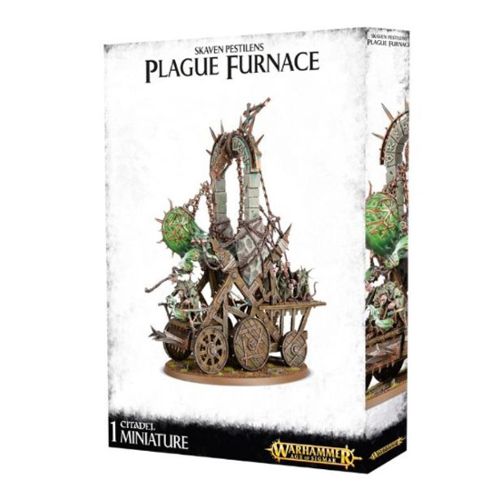 SKAVEN PESTILENS
PLAGUE FURNACE
SKAVEN PESTILENS
PLAGUE FURNACE
1 CITADEL
MINIATURE
WARHAMMER
AGE OF SIGMAR